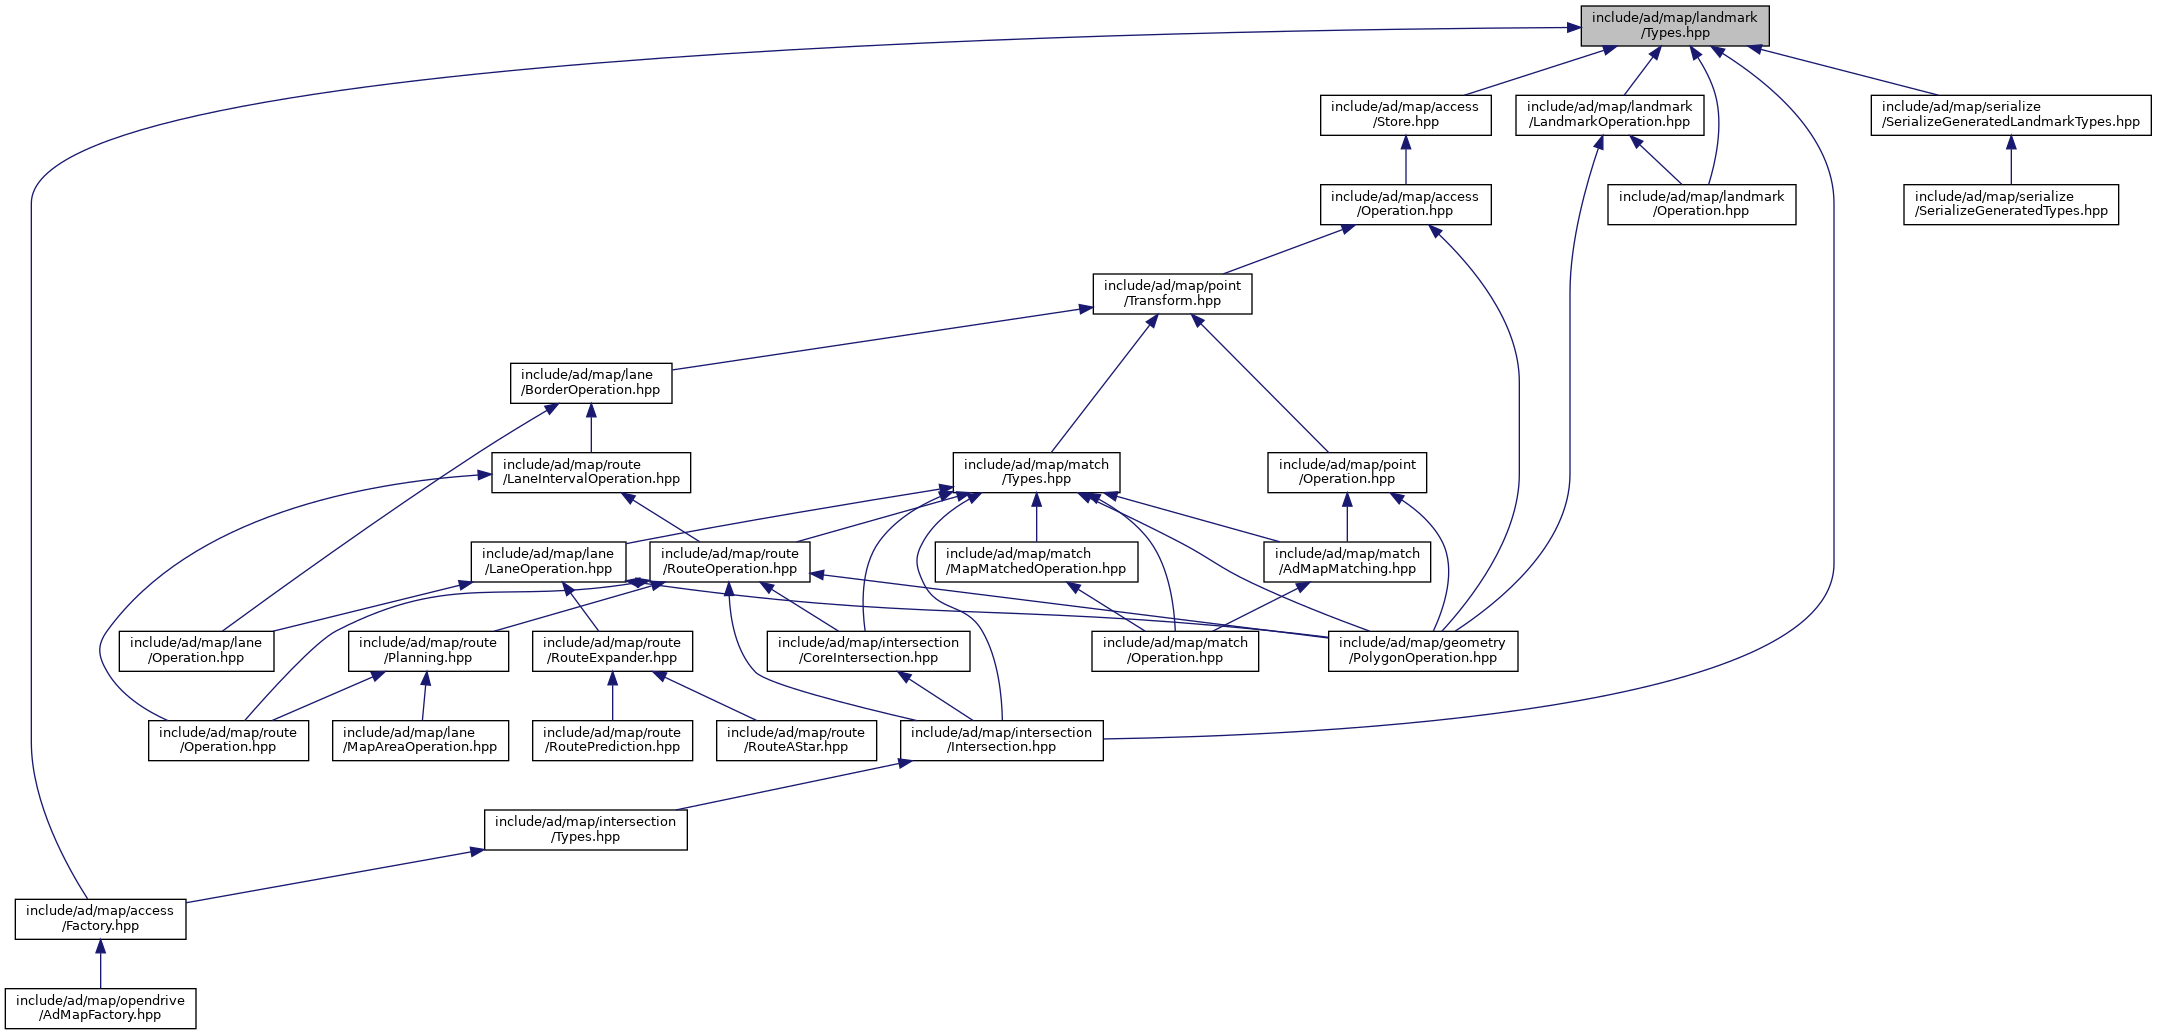 include/ad/map/landmark
/Types.hpp
include/ad/map/access
/Store.hpp
include/ad/map/landmark
/LandmarkOperation.hpp
include/ad/map/serialize
/SerializeGeneratedLandmarkTypes.hpp
include/ad/map/access
/Operation.hpp
include/ad/map/landmark
/Operation.hpp
include/ad/map/serialize
/SerializeGeneratedTypes.hpp
include/ad/map/point
/Transform.hpp
include/ad/map/lane
/BorderOperation.hpp
include/ad/map/route
/LaneIntervalOperation.hpp
include/ad/map/match
/Types.hpp
include/ad/map/point
/Operation.hpp
include/ad/map/lane
/LaneOperation.hpp
include/ad/map/route
/RouteOperation.hpp
include/ad/map/match
/MapMatchedOperation.hpp
include/ad/map/match
/AdMapMatching.hpp
include/ad/map/lane
/Operation.hpp
include/ad/map/route
/Planning.hpp
include/ad/map/route
/RouteExpander.hpp
include/ad/map/intersection
/CoreIntersection.hpp
include/ad/map/match
/Operation.hpp
include/ad/map/geometry
/PolygonOperation.hpp
include/ad/map/route
/Operation.hpp
include/ad/map/lane
/MapAreaOperation.hpp
include/ad/map/route
/RoutePrediction.hpp
include/ad/map/route
/RouteAStar.hpp
include/ad/map/intersection
/Intersection.hpp
include/ad/map/intersection
/Types.hpp
include/ad/map/access
/Factory.hpp
include/ad/map/opendrive
/AdMapFactory.hpp